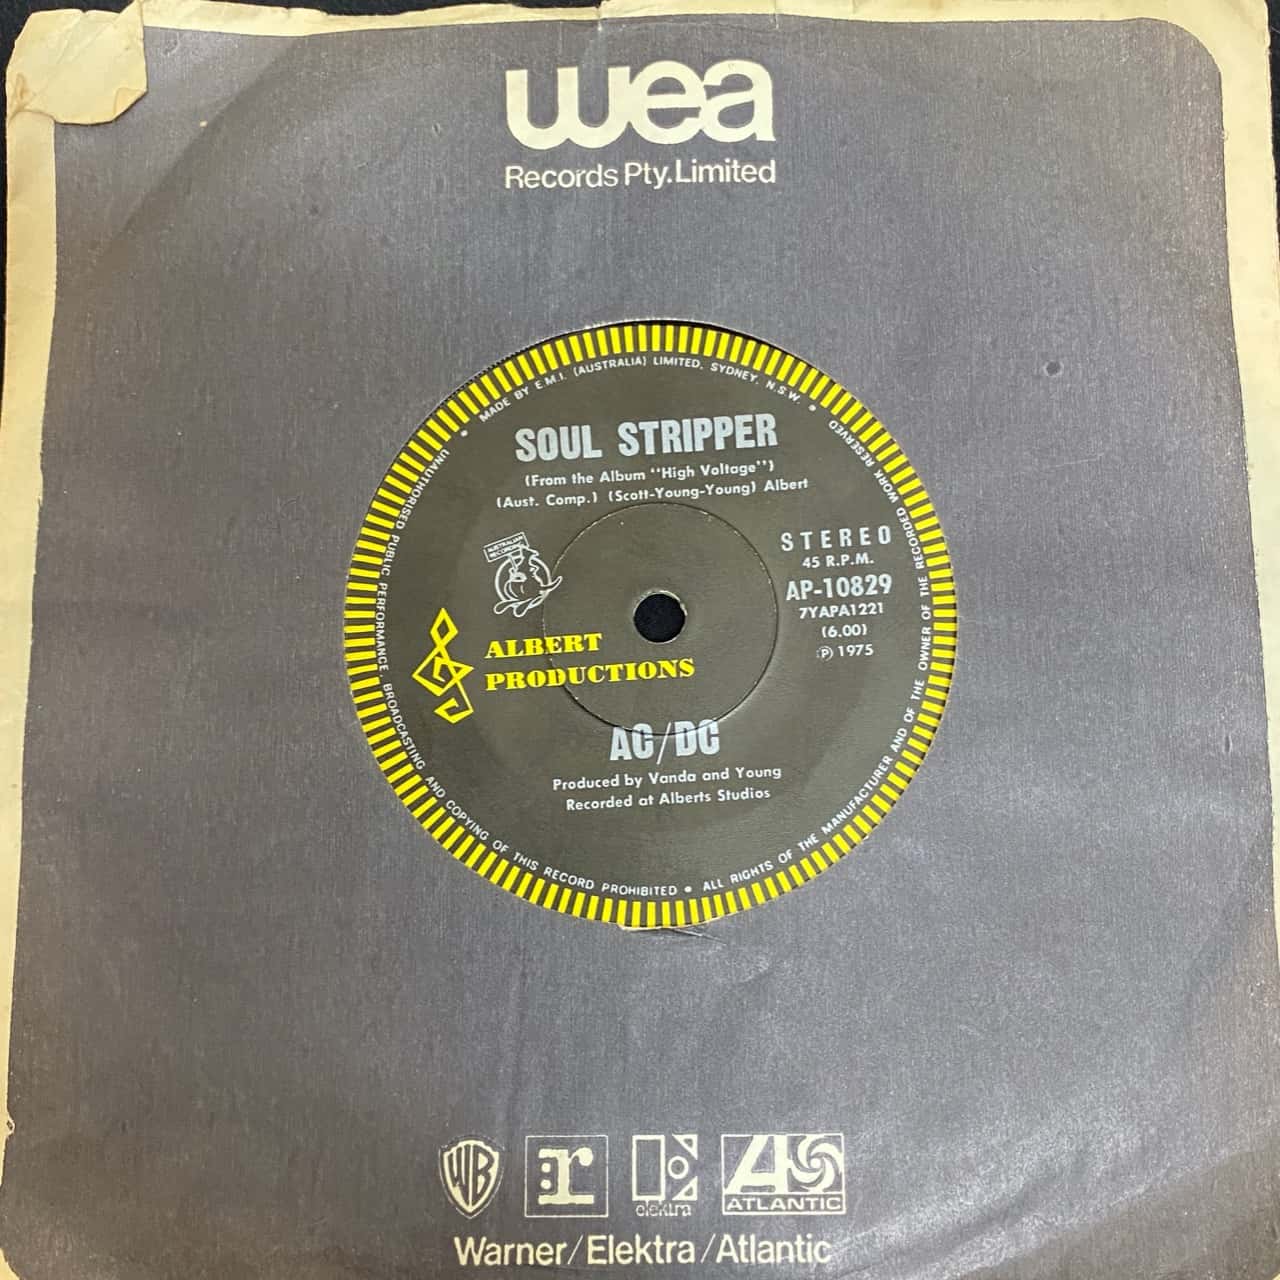 wea
Records Pty. Limited
MADE BY E.M.I. (AUSTRALIA) LIMITED, SYDNEY, N.S.W. •
UNAUTHORISED PUBLIC PERFORMANCE, BROADCASTING AND COPYING OF THIS RECORD PROHIBITED • ALL RIGHTS OF THE MANUFACTURER AND OF THE OWNER OF THE RECORDED WORK RESERVED
SOUL STRIPPER
(From the Album "High Voltage")
(Aust. Comp.) (Scott-Young-Young) Albert
AUSTRALIAN
RECORDING
STEREO
45 R.P.M.
AP-10829
7YAPA1221
(6.00)
℗ 1975
ALBERT
PRODUCTIONS
AC/DC
Produced by Vanda and Young
Recorded at Alberts Studios
WB
r
elektra
ATLANTIC
Warner/Elektra/Atlantic